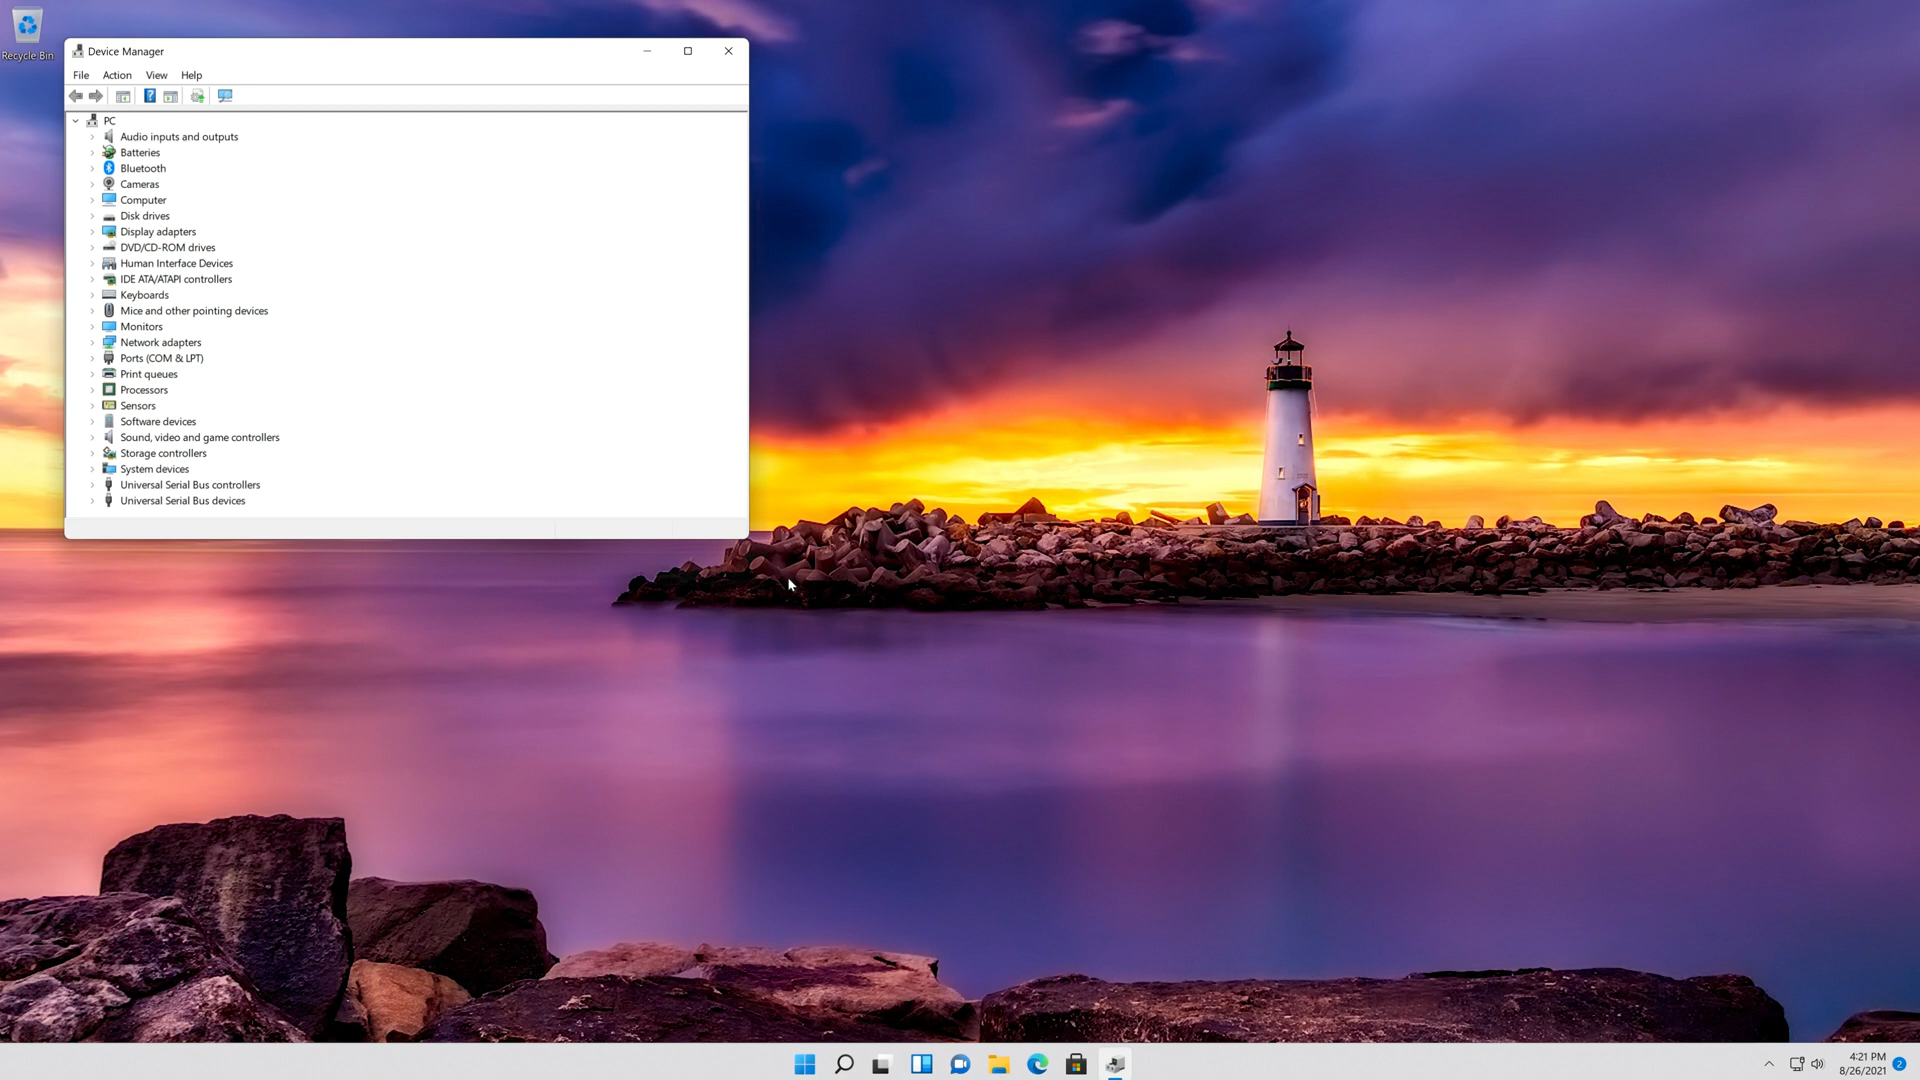 Recycle Bin
Device Manager
File Action View Help
PC
Audio inputs and outputs
Batteries
Bluetooth
Cameras
Computer
Disk drives
Display adapters
DVD/CD-ROM drives
Human Interface Devices
IDE ATA/ATAPI controllers
Keyboards
Mice and other pointing devices
Monitors
Network adapters
Ports (COM & LPT)
Print queues
Processors
Sensors
Software devices
Sound, video and game controllers
Storage controllers
System devices
Universal Serial Bus controllers
Universal Serial Bus devices
4:21 PM
8/26/2021
2